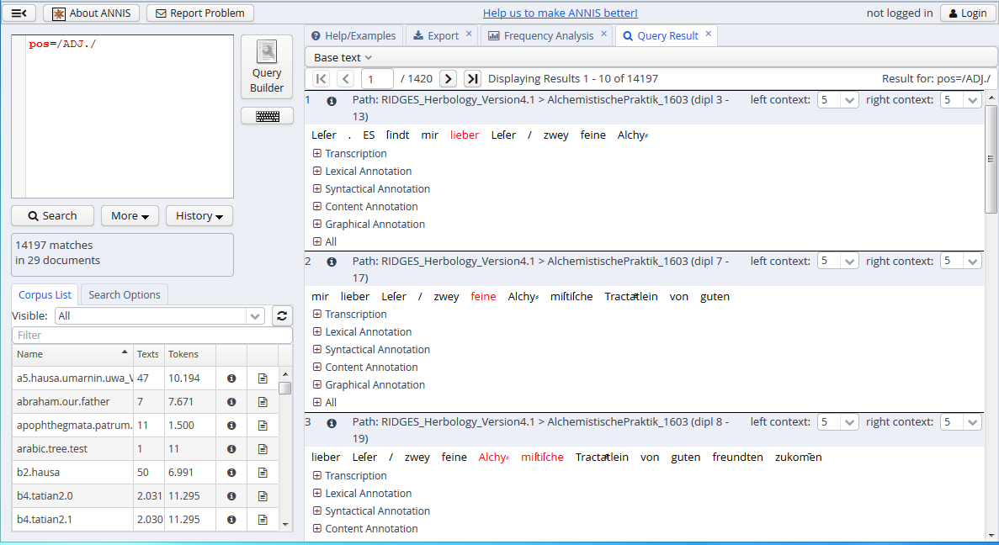 About ANNIS Report Problem Help us to make ANNIS better! not logged in Login
pos=/ADJ./
Query
Builder
Search More History
14197 matches
in 29 documents
Corpus List Search Options
Visible: All
Filter
Name Texts Tokens
a5.hausa.umarnin.uwa_V 47 10.194
abraham.our.father 7 7.671
apophthegmata.patrum. 11 1.500
arabic.tree.test 1 11
b2.hausa 50 6.991
b4.tatian2.0 2.031 11.295
b4.tatian2.1 2.030 11.295
Help/Examples Export Frequency Analysis Query Result
Base text
1 / 1420 Displaying Results 1 - 10 of 14197 Result for: pos=/ADJ./
1 Path: RIDGES_Herbology_Version4.1 > AlchemistischePraktik_1603 (dipl 3 - left context: 5 right context: 5
13)
Leſer . ES ſindt mir lieber Leſer / zwey feine Alchy⸗
Transcription
Lexical Annotation
Syntactical Annotation
Content Annotation
Graphical Annotation
All
2 Path: RIDGES_Herbology_Version4.1 > AlchemistischePraktik_1603 (dipl 7 - left context: 5 right context: 5
17)
mir lieber Leſer / zwey feine Alchy⸗ miſtiſche von guten
Transcription
Lexical Annotation
Syntactical Annotation
Content Annotation
Graphical Annotation
All
3 Path: RIDGES_Herbology_Version4.1 > AlchemistischePraktik_1603 (dipl 8 - left context: 5 right context: 5
19)
lieber Leſer / zwey feine Alchy⸗ miſtiſche von guten freundten zukom̃en
Transcription
Lexical Annotation
Syntactical Annotation
Content Annotation